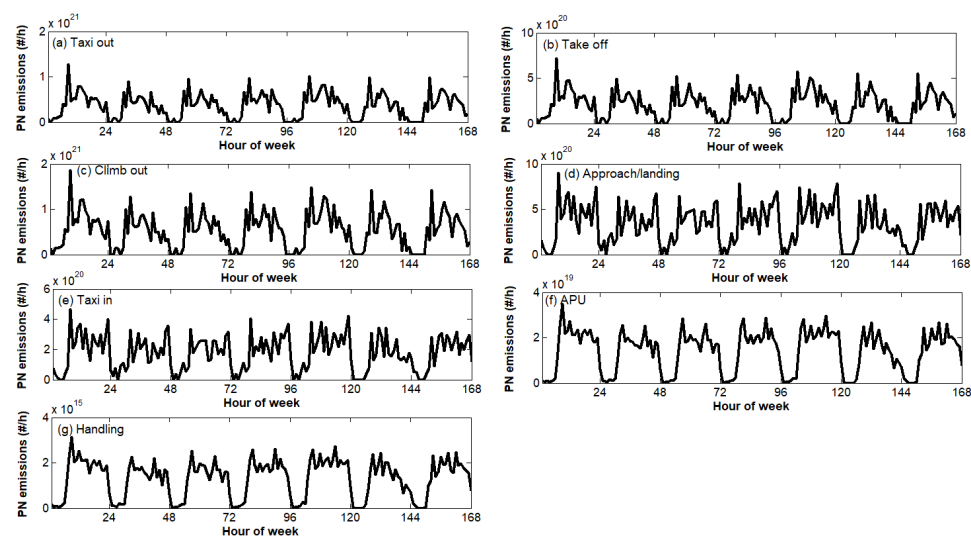 x 10^21
(a) Taxi out
PN emissions (#/h)
2
1
0
24 48 72 96 120 144 168
Hour of week
x 10^20
(b) Take off
PN emissions (#/h)
10
5
0
24 48 72 96 120 144 168
Hour of week
x 10^21
(c) Climb out
PN emissions (#/h)
2
1
0
24 48 72 96 120 144 168
Hour of week
x 10^20
(d) Approach/landing
PN emissions (#/h)
10
5
0
24 48 72 96 120 144 168
Hour of week
x 10^20
(e) Taxi in
PN emissions (#/h)
6
4
2
0
24 48 72 96 120 144 168
Hour of week
x 10^19
(f) APU
PN emissions (#/h)
4
2
0
24 48 72 96 120 144 168
Hour of week
x 10^15
(g) Handling
PN emissions (#/h)
4
2
0
24 48 72 96 120 144 168
Hour of week